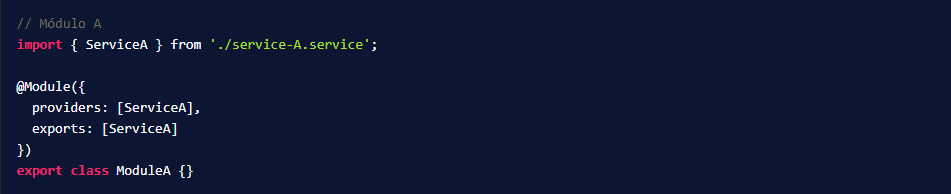 // Módulo A
import { ServiceA } from './service-A.service';
@Module({
  providers: [ServiceA],
  exports: [ServiceA]
})
export class ModuleA {}